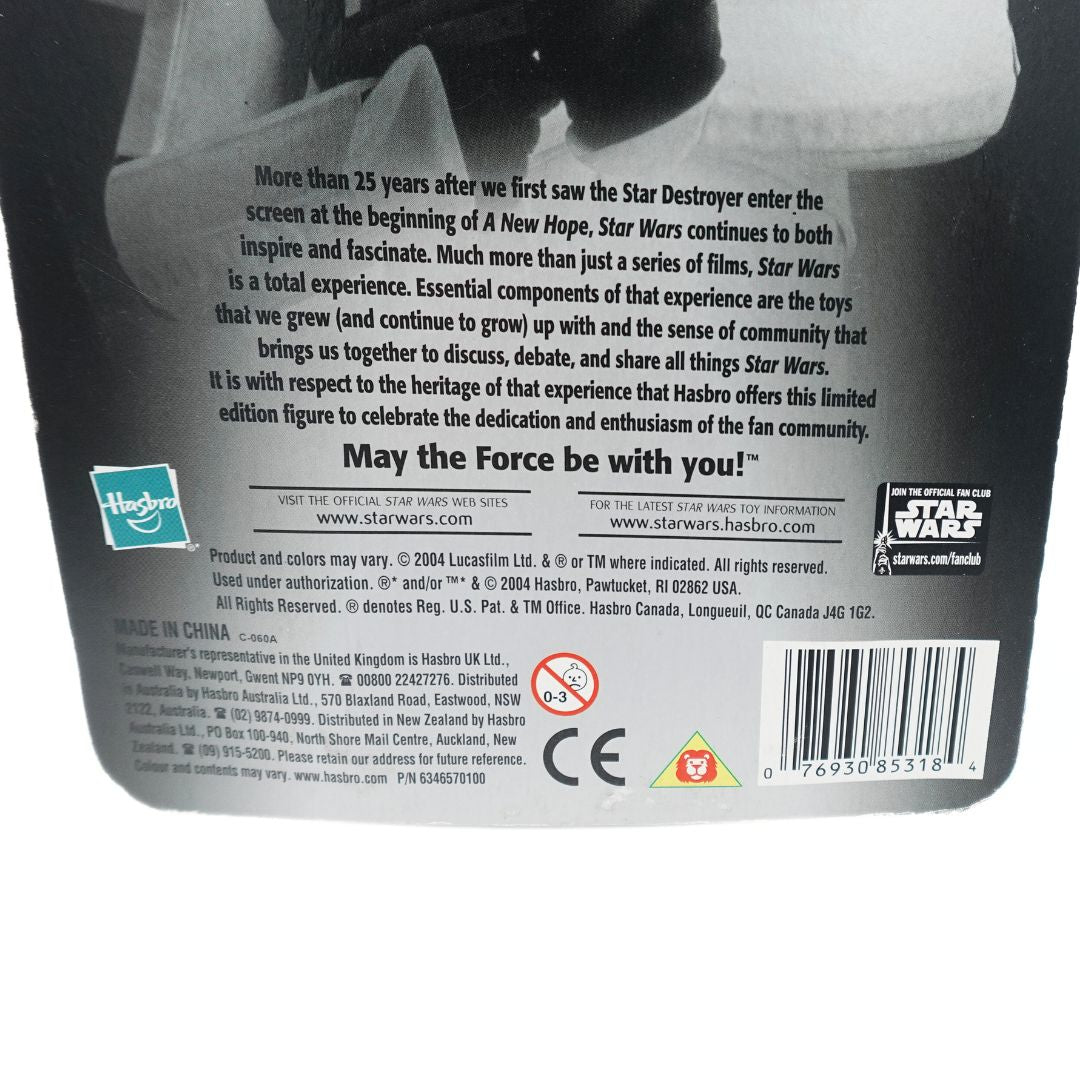 More than 25 years after we first saw the Star Destroyer enter the
screen at the beginning of A New Hope, Star Wars continues to both
inspire and fascinate. Much more than just a series of films, Star Wars
is a total experience. Essential components of that experience are the toys
that we grew (and continue to grow) up with and the sense of community that
brings us together to discuss, debate, and share all things Star Wars.
It is with respect to the heritage of that experience that Hasbro offers this limited
edition figure to celebrate the dedication and enthusiasm of the fan community.
May the Force be with you!™
Hasbro®
VISIT THE OFFICIAL STAR WARS WEB SITES
www.starwars.com
FOR THE LATEST STAR WARS TOY INFORMATION
www.starwars.hasbro.com
JOIN THE OFFICIAL FAN CLUB
STAR
WARS
starwars.com/fanclub
Product and colors may vary. © 2004 Lucasfilm Ltd. & ® or TM where indicated. All rights reserved.
Used under authorization. ®* and/or ™* & © 2004 Hasbro, Pawtucket, RI 02862 USA.
All Rights Reserved. ® denotes Reg. U.S. Pat. & TM Office. Hasbro Canada, Longueuil, QC Canada J4G 1G2.
MADE IN CHINA C-060A
Manufacturer's representative in the United Kingdom is Hasbro UK Ltd.,
Caswell Way, Newport, Gwent NP9 0YH. ☎ 00800 22427276. Distributed
in Australia by Hasbro Australia Ltd., 570 Blaxland Road, Eastwood, NSW
2122, Australia. ☎ (02) 9874-0999. Distributed in New Zealand by Hasbro
Australia Ltd., PO Box 100-940, North Shore Mail Centre, Auckland, New
Zealand. ☎ (09) 915-5200. Please retain our address for future reference.
Colour and contents may vary. www.hasbro.com P/N 6346570100
0-3
CE
0 76930 85318 4